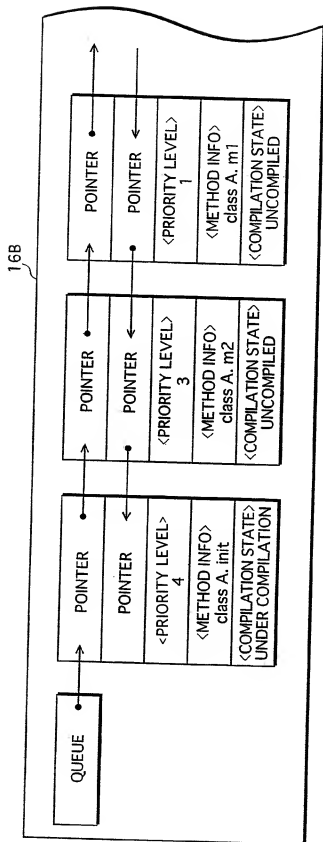 16B
QUEUE
POINTER
POINTER
<PRIORITY LEVEL>
4
<METHOD INFO>
class A. init
<COMPILATION STATE>
UNDER COMPILATION
POINTER
POINTER
<PRIORITY LEVEL>
3
<METHOD INFO>
class A. m2
<COMPILATION STATE>
UNCOMPILED
POINTER
POINTER
<PRIORITY LEVEL>
1
<METHOD INFO>
class A. m1
<COMPILATION STATE>
UNCOMPILED